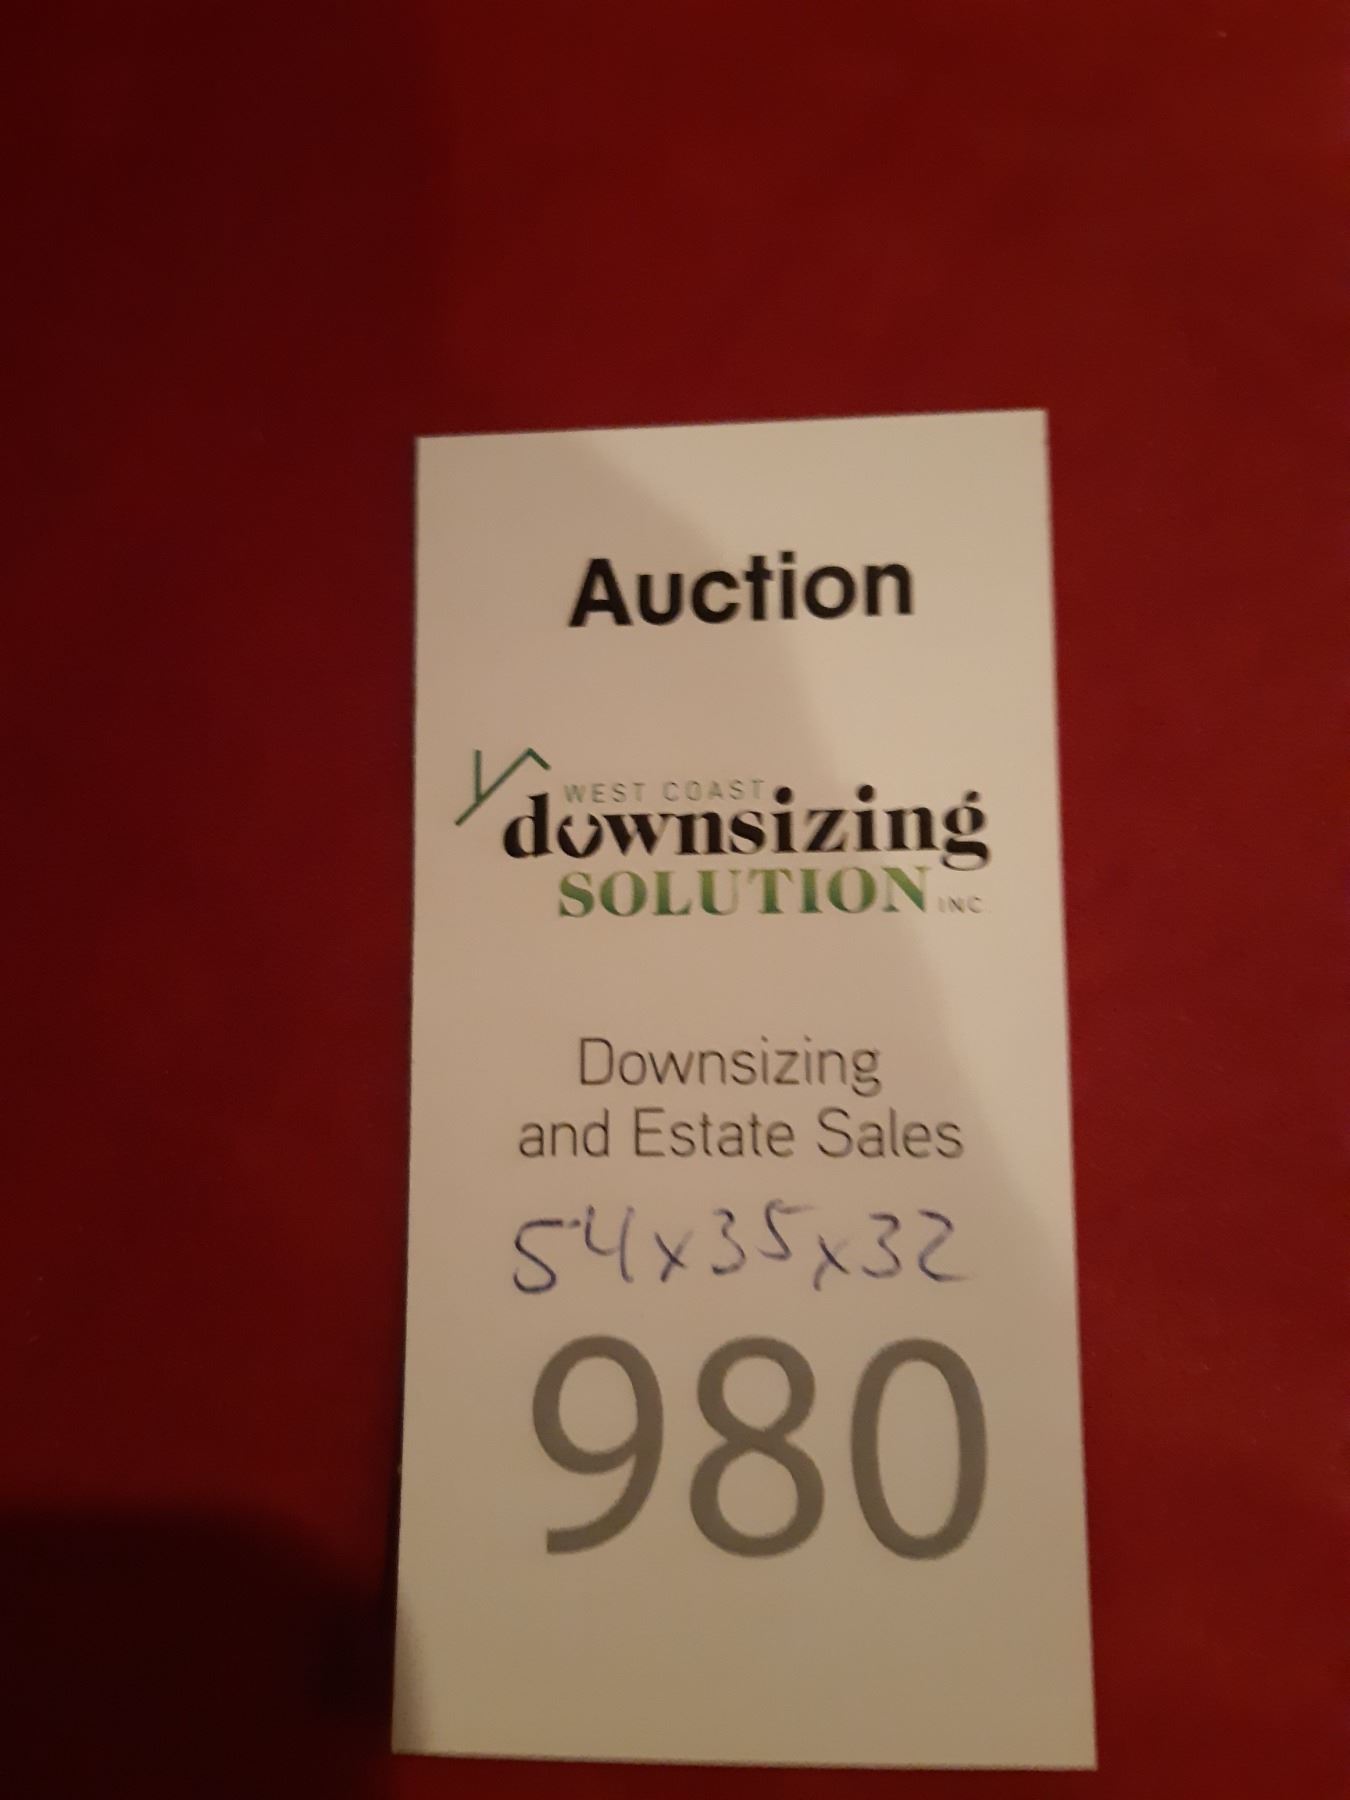 Auction
WEST COAST
downsizing
SOLUTION INC
Downsizing
and Estate Sales
54x35x32
980